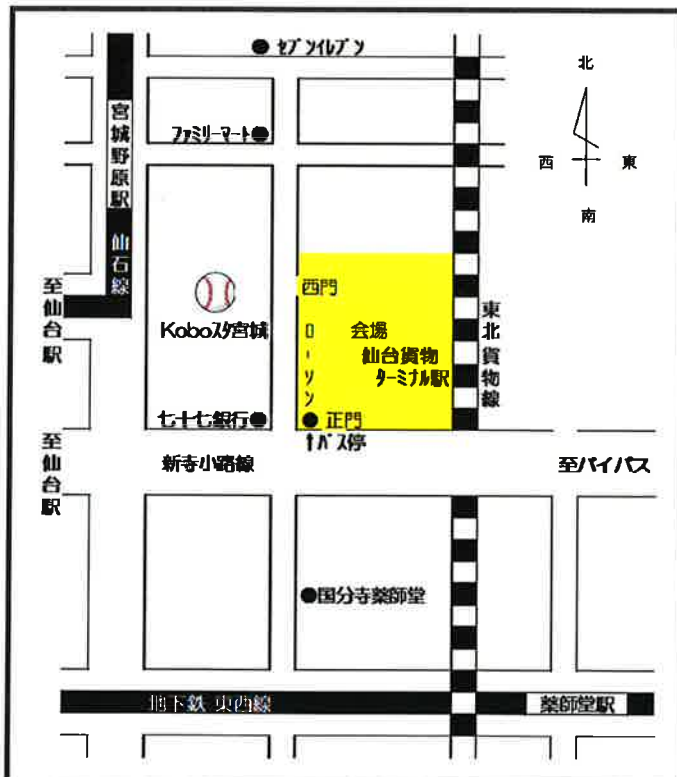 セブンイレブン
北
西
東
南
宮城野原駅
ファミリーマート
仙石線
至仙台駅
西門
Koboスタ宮城
ローソン
会場
仙台貨物
ターミナル駅
東北貨物線
七十七銀行
正門
↑バス停
至仙台駅
新寺小路線
至バイパス
国分寺薬師堂
地下鉄 東西線
薬師堂駅